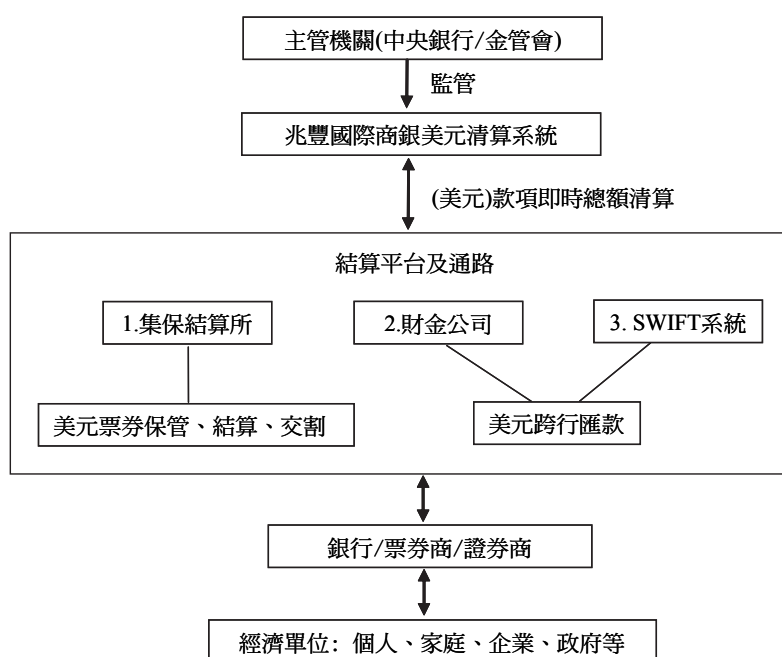 主管機關(中央銀行/金管會)
監管
兆豐國際商銀美元清算系統
(美元)款項即時總額清算
結算平台及通路
1.集保結算所
2.財金公司
3. SWIFT系統
美元票券保管、結算、交割
美元跨行匯款
銀行/票券商/證券商
經濟單位：個人、家庭、企業、政府等